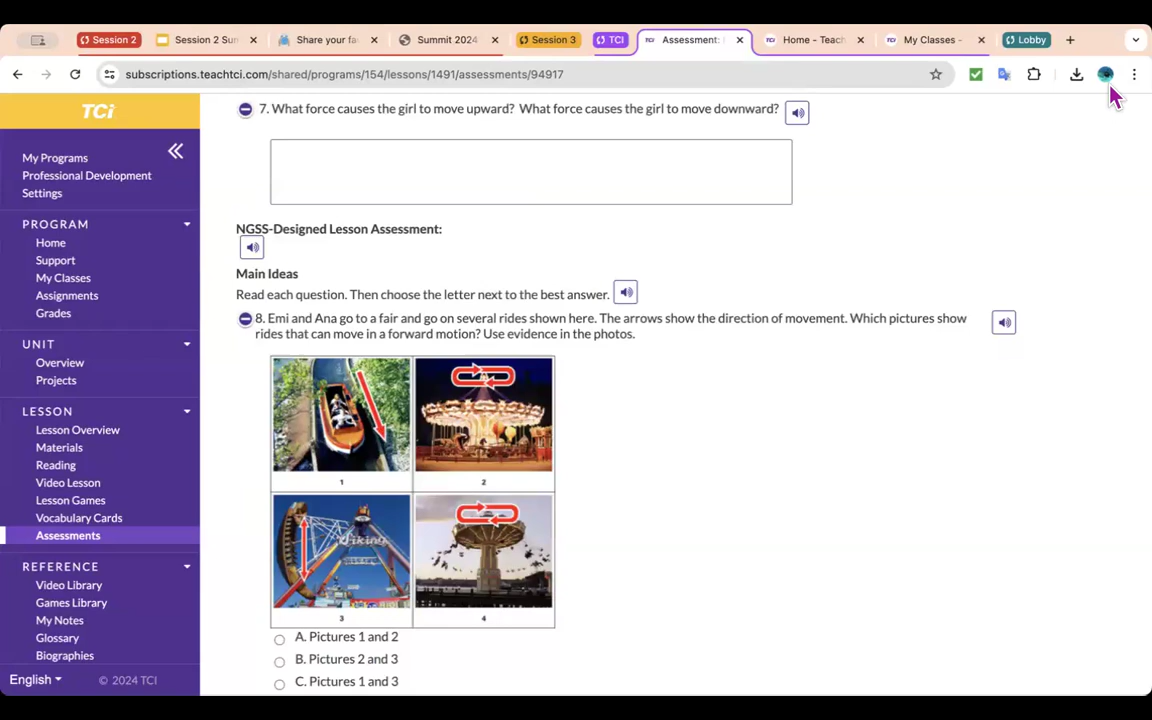 Session 2
Session 2 Sur
Share your fa
Summit 2024
Session 3
TCI
Assessment:
Home - Teach
My Classes -
Lobby
subscriptions.teachtci.com/shared/programs/154/lessons/1491/assessments/94917
TCi
My Programs
Professional Development
Settings
PROGRAM
Home
Support
My Classes
Assignments
Grades
UNIT
Overview
Projects
LESSON
Lesson Overview
Materials
Reading
Video Lesson
Lesson Games
Vocabulary Cards
Assessments
REFERENCE
Video Library
Games Library
My Notes
Glossary
Biographies
English
© 2024 TCI
7. What force causes the girl to move upward? What force causes the girl to move downward?
NGSS-Designed Lesson Assessment:
Main Ideas
Read each question. Then choose the letter next to the best answer.
8. Emi and Ana go to a fair and go on several rides shown here. The arrows show the direction of movement. Which pictures show
rides that can move in a forward motion? Use evidence in the photos.
1
2
Viking
3
4
A. Pictures 1 and 2
B. Pictures 2 and 3
C. Pictures 1 and 3